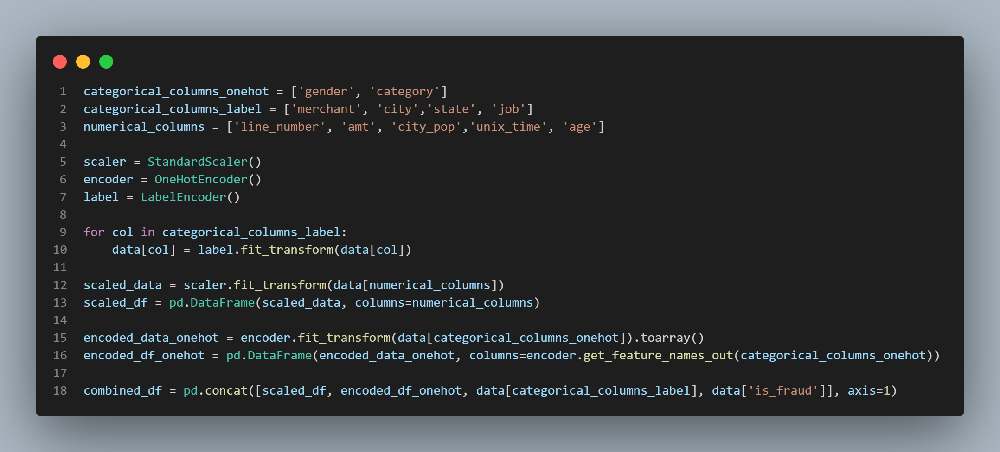 1 categorical_columns_onehot = ['gender', 'category']
2 categorical_columns_label = ['merchant', 'city','state', 'job']
3 numerical_columns = ['line_number', 'amt', 'city_pop','unix_time', 'age']
4
5 scaler = StandardScaler()
6 encoder = OneHotEncoder()
7 label = LabelEncoder()
8
9 for col in categorical_columns_label:
10     data[col] = label.fit_transform(data[col])
11
12 scaled_data = scaler.fit_transform(data[numerical_columns])
13 scaled_df = pd.DataFrame(scaled_data, columns=numerical_columns)
14
15 encoded_data_onehot = encoder.fit_transform(data[categorical_columns_onehot]).toarray()
16 encoded_df_onehot = pd.DataFrame(encoded_data_onehot, columns=encoder.get_feature_names_out(categorical_columns_onehot))
17
18 combined_df = pd.concat([scaled_df, encoded_df_onehot, data[categorical_columns_label], data['is_fraud']], axis=1)